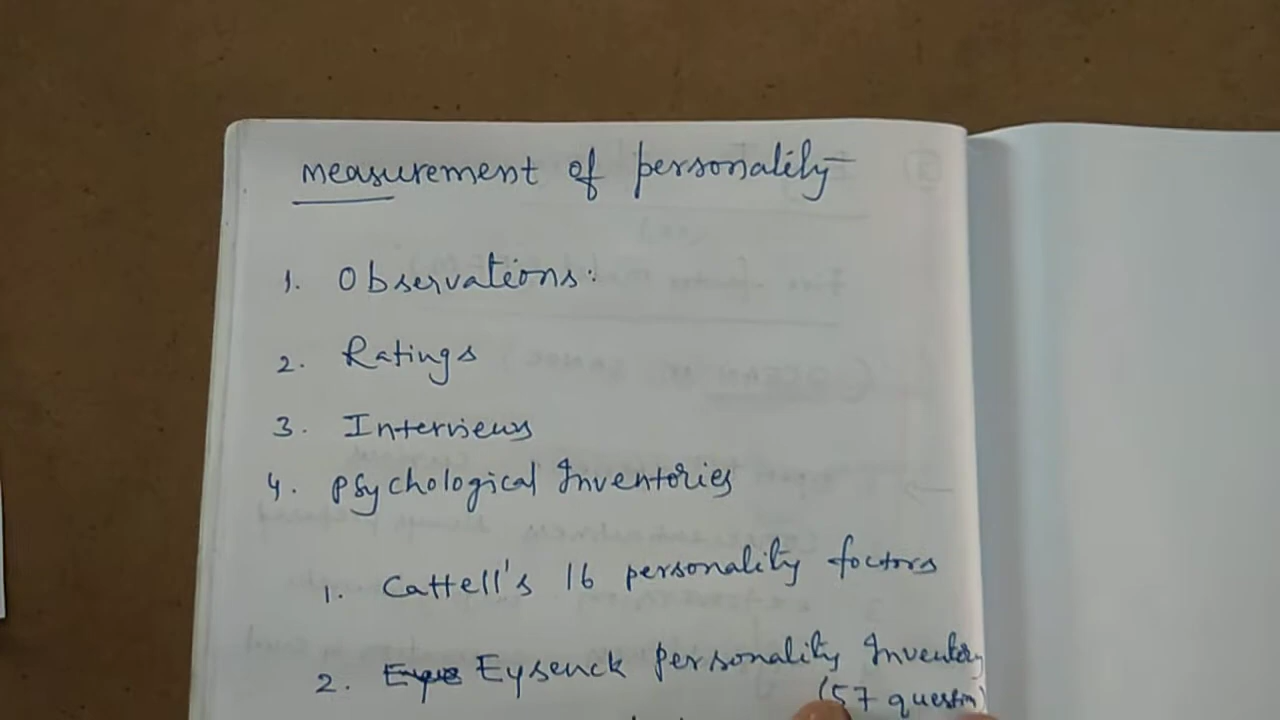 measurement of personality
1. Observations:
2. Ratings
3. Interviews
4. Psychological Inventories
1. Cattell's 16 personality factors
2. Eysenck personality Inventory
(57 question)